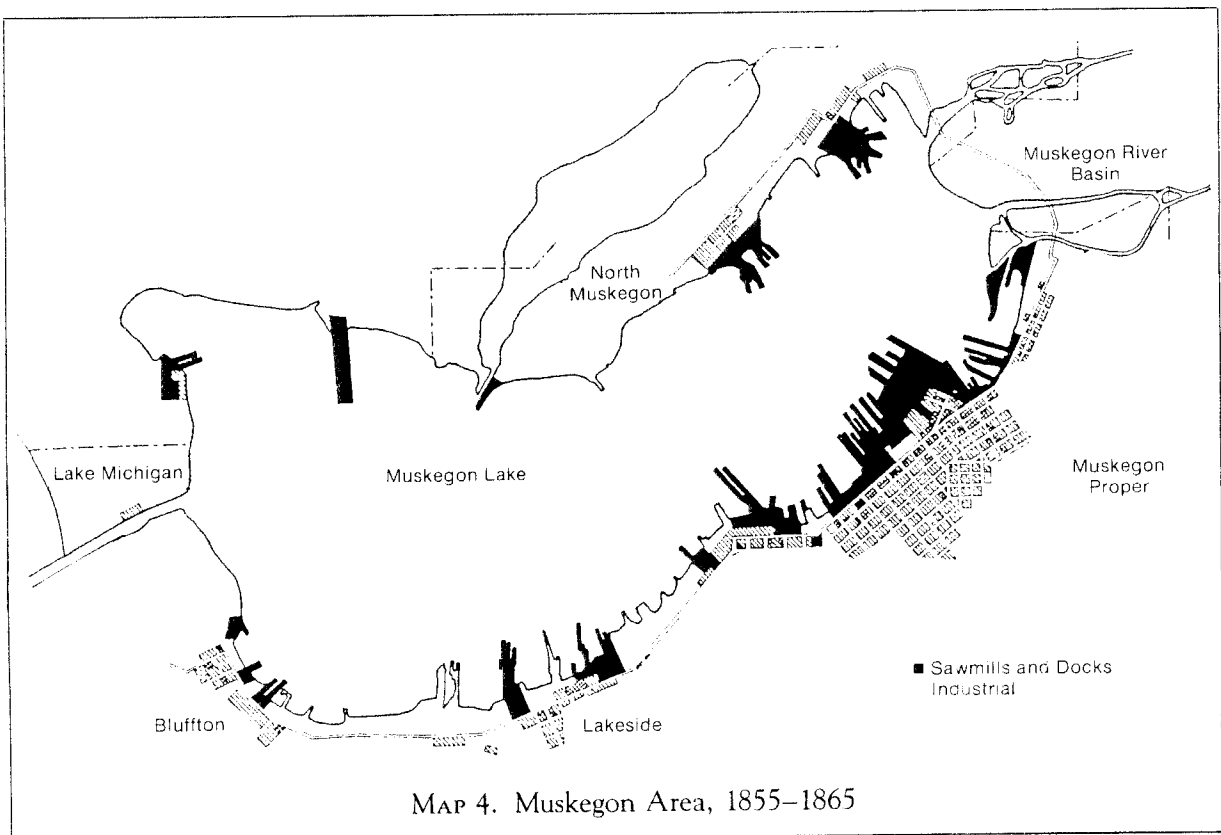 Muskegon River
Basin
North
Muskegon
Lake Michigan
Muskegon Lake
Muskegon
Proper
■ Sawmills and Docks
Industrial
Bluffton
Lakeside
MAP 4. Muskegon Area, 1855–1865